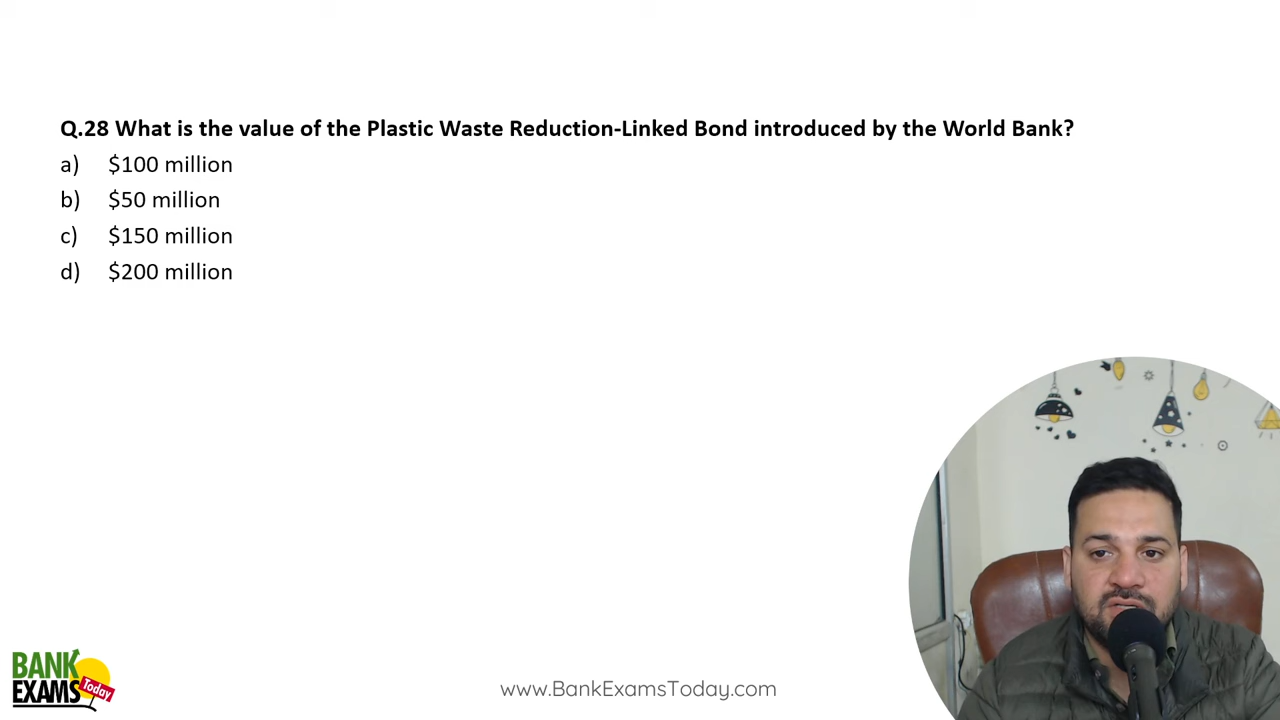 Q.28 What is the value of the Plastic Waste Reduction-Linked Bond introduced by the World Bank?
a) $100 million
b) $50 million
c) $150 million
d) $200 million
BANK
EXAMS
Today
www.BankExamsToday.com